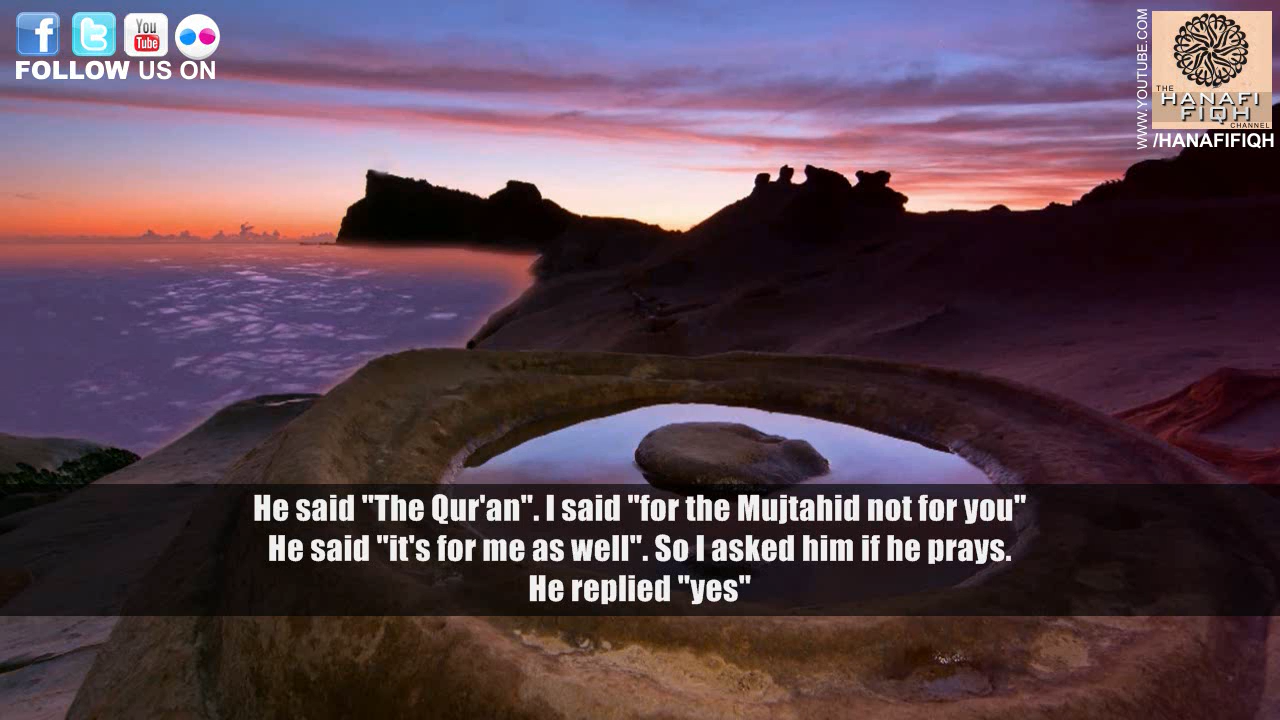 You
Tube
FOLLOW US ON
WWW.YOUTUBE.COM
THE
HANAFI
FIQH
CHANNEL
/HANAFIFIQH
He said "The Qur'an". I said "for the Mujtahid not for you"
He said "it's for me as well". So I asked him if he prays.
He replied "yes"